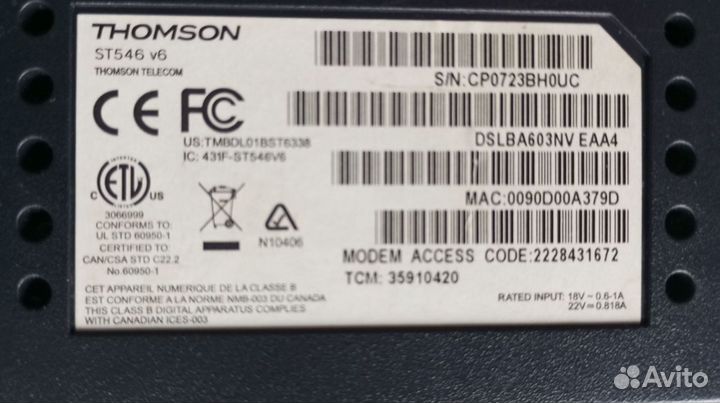 THOMSON
ST546 v6
THOMSON TELECOM
S/N:CP0723BH0UC
CE FC
US:TMBDL01BST6338
IC: 431F-ST546V6
DSLBA603NV EAA4
MAC:0090D00A379D
C ETL US
3066999
CONFORMS TO:
UL STD 60950-1
CERTIFIED TO:
CAN/CSA STD C22.2
No.60950-1
N10406
MODEM ACCESS CODE:2228431672
TCM: 35910420
CET APPAREIL NUMERIQUE DE LA CLASSE B
EST CONFORME A LA NORME NMB-003 DU CANADA
THIS CLASS B DIGITAL APPARATUS COMPLIES
WITH CANADIAN ICES-003
RATED INPUT: 18V ~ 0.6-1A
22V = 0.818A
Avito